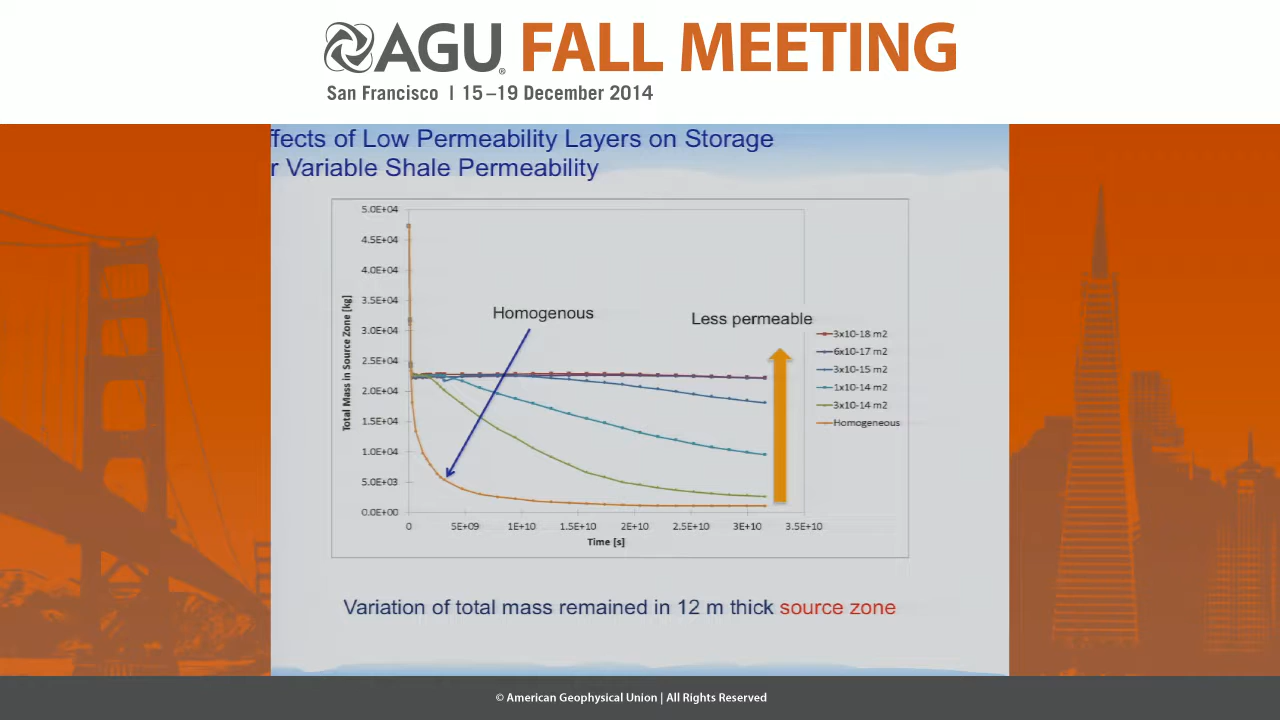 AGU® FALL MEETING
San Francisco | 15–19 December 2014
ffects of Low Permeability Layers on Storage
r Variable Shale Permeability
5.0E+04
4.5E+04
4.0E+04
3.5E+04
3.0E+04
2.5E+04
2.0E+04
1.5E+04
1.0E+04
5.0E+03
0.0E+00
Total Mass in Source Zone [kg]
Homogenous
Less permeable
3x10-18 m2
6x10-17 m2
3x10-15 m2
1x10-14 m2
3x10-14 m2
Homogeneous
0 5E+09 1E+10 1.5E+10 2E+10 2.5E+10 3E+10 3.5E+10
Time [s]
Variation of total mass remained in 12 m thick source zone
© American Geophysical Union | All Rights Reserved